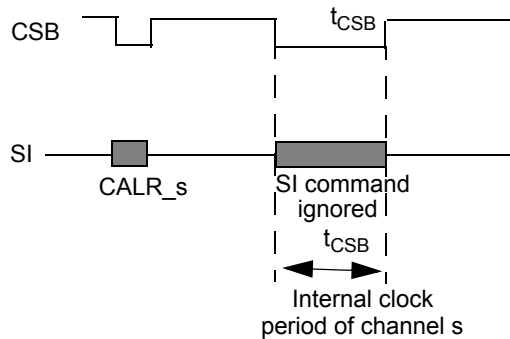 CSB
tCSB
SI
CALR_s
SI command
ignored
tCSB
Internal clock
period of channel s